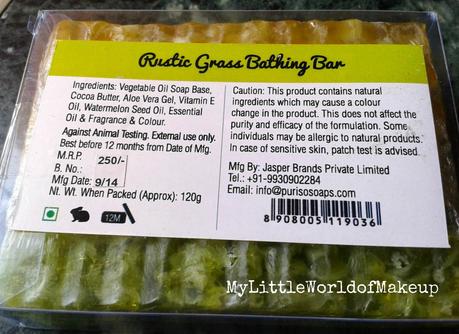 Rustic Grass Bathing Bar
Ingredients: Vegetable Oil Soap Base,
Cocoa Butter, Aloe Vera Gel, Vitamin E
Oil, Watermelon Seed Oil, Essential
Oil & Fragrance & Colour.
Against Animal Testing. External use only.
Best before 12 months from Date of Mfg.
M.R.P. 250/-
B. No.:
Mfg Date: 9/14
Nt. Wt. When Packed (Approx): 120g
12M
Caution: This product contains natural
ingredients which may cause a colour
change in the product. This does not affect the
purity and efficacy of the formulation. Some
individuals may be allergic to natural products.
In case of sensitive skin, patch test is advised.
Mfg By: Jasper Brands Private Limited
Tel.: +91-9930902284
Email: info@purisosoaps.com
8 908005 119036
MyLittleWorldofMakeup